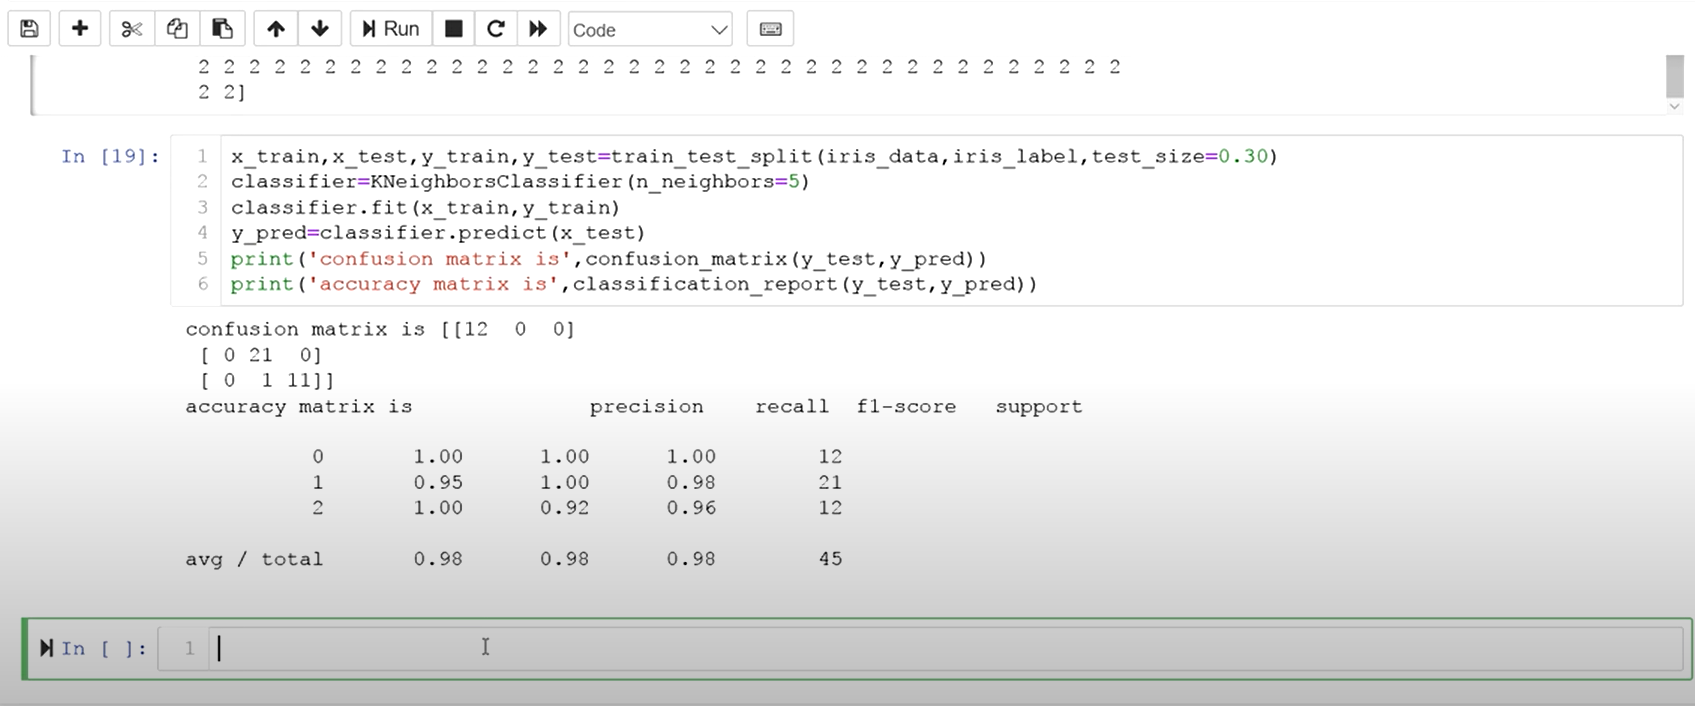 Run Code
2 2 2 2 2 2 2 2 2 2 2 2 2 2 2 2 2 2 2 2 2 2 2 2 2 2 2 2 2 2 2 2 2 2 2 2 2
2 2]
In [19]:
1 x_train,x_test,y_train,y_test=train_test_split(iris_data,iris_label,test_size=0.30)
2 classifier=KNeighborsClassifier(n_neighbors=5)
3 classifier.fit(x_train,y_train)
4 y_pred=classifier.predict(x_test)
5 print('confusion matrix is',confusion_matrix(y_test,y_pred))
6 print('accuracy matrix is',classification_report(y_test,y_pred))
confusion matrix is [[12 0 0]
[ 0 21 0]
[ 0 1 11]]
accuracy matrix is precision recall f1-score support
0 1.00 1.00 1.00 12
1 0.95 1.00 0.98 21
2 1.00 0.92 0.96 12
avg / total 0.98 0.98 0.98 45
In [ ]: 1